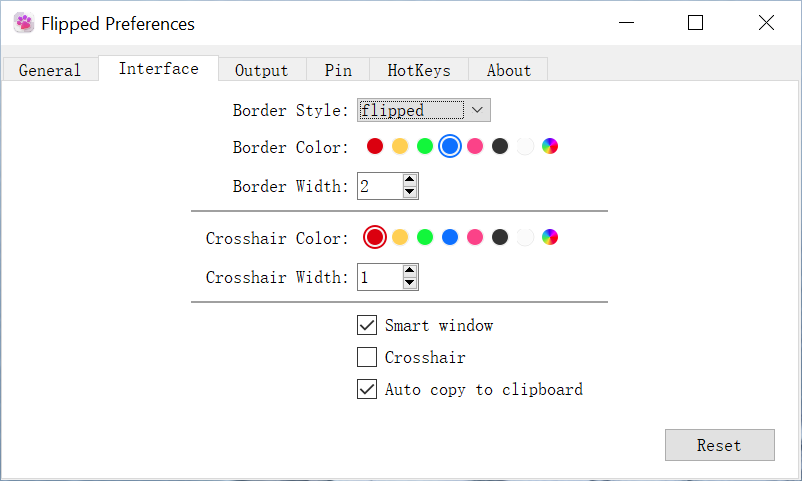 Flipped Preferences
General Interface Output Pin HotKeys About
Border Style: flipped
Border Color:
Border Width: 2
Crosshair Color:
Crosshair Width: 1
Smart window
Crosshair
Auto copy to clipboard
Reset